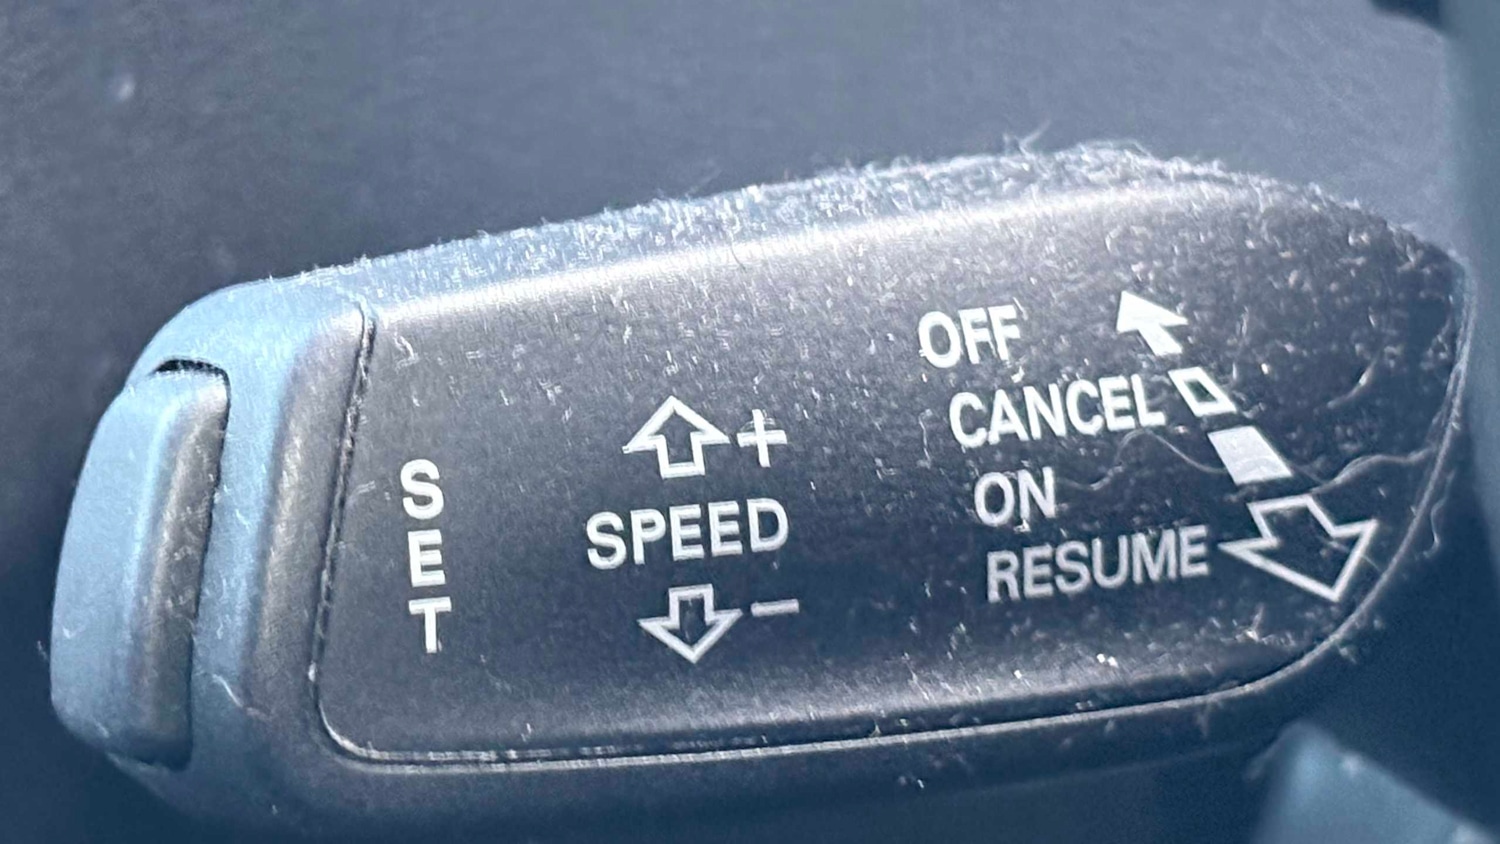 OFF
CANCEL
ON
RESUME
+
SPEED
−
SET